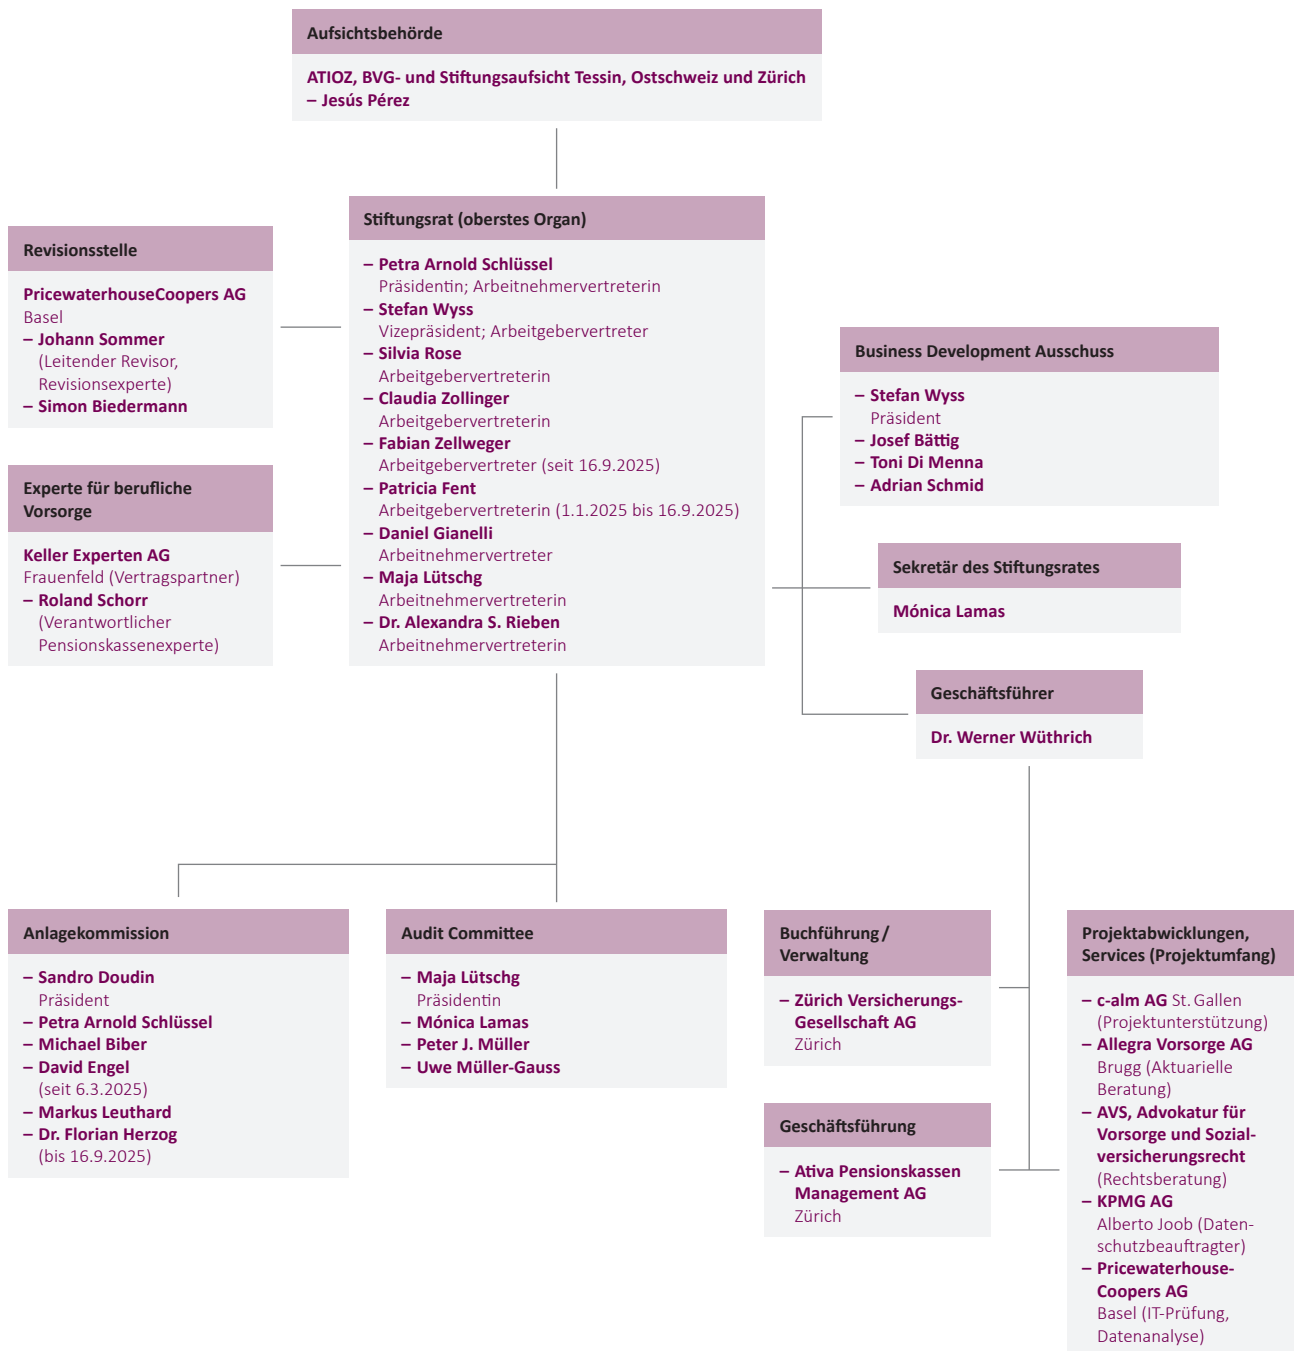 Aufsichtsbehörde
ATIOZ, BVG- und Stiftungsaufsicht Tessin, Ostschweiz und Zürich
– Jesús Pérez
Revisionsstelle
PricewaterhouseCoopers AG
Basel
– Johann Sommer
(Leitender Revisor,
Revisionsexperte)
– Simon Biedermann
Experte für berufliche
Vorsorge
Keller Experten AG
Frauenfeld (Vertragspartner)
– Roland Schorr
(Verantwortlicher
Pensionskassenexperte)
Stiftungsrat (oberstes Organ)
– Petra Arnold Schlüssel
Präsidentin; Arbeitnehmervertreterin
– Stefan Wyss
Vizepräsident; Arbeitgebervertreter
– Silvia Rose
Arbeitgebervertreterin
– Claudia Zollinger
Arbeitgebervertreterin
– Fabian Zellweger
Arbeitgebervertreter (seit 16.9.2025)
– Patricia Fent
Arbeitgebervertreterin (1.1.2025 bis 16.9.2025)
– Daniel Gianelli
Arbeitnehmervertreter
– Maja Lütschg
Arbeitnehmervertreterin
– Dr. Alexandra S. Rieben
Arbeitnehmervertreterin
Business Development Ausschuss
– Stefan Wyss
Präsident
– Josef Bättig
– Toni Di Menna
– Adrian Schmid
Sekretär des Stiftungsrates
Mónica Lamas
Geschäftsführer
Dr. Werner Wüthrich
Anlagekommission
– Sandro Doudin
Präsident
– Petra Arnold Schlüssel
– Michael Biber
– David Engel
(seit 6.3.2025)
– Markus Leuthard
– Dr. Florian Herzog
(bis 16.9.2025)
Audit Committee
– Maja Lütschg
Präsidentin
– Mónica Lamas
– Peter J. Müller
– Uwe Müller-Gauss
Buchführung / 
Verwaltung
– Zürich Versicherungs-
Gesellschaft AG
Zürich
Geschäftsführung
– Ativa Pensionskassen
Management AG
Zürich
Projektabwicklungen,
Services (Projektumfang)
– c-alm AG St. Gallen
(Projektunterstützung)
– Allegra Vorsorge AG
Brugg (Aktuarielle
Beratung)
– AVS, Advokatur für
Vorsorge und Sozial-
versicherungsrecht
(Rechtsberatung)
– KPMG AG
Alberto Joob (Daten-
schutzbeauftragter)
– Pricewaterhouse-
Coopers AG
Basel (IT-Prüfung,
Datenanalyse)